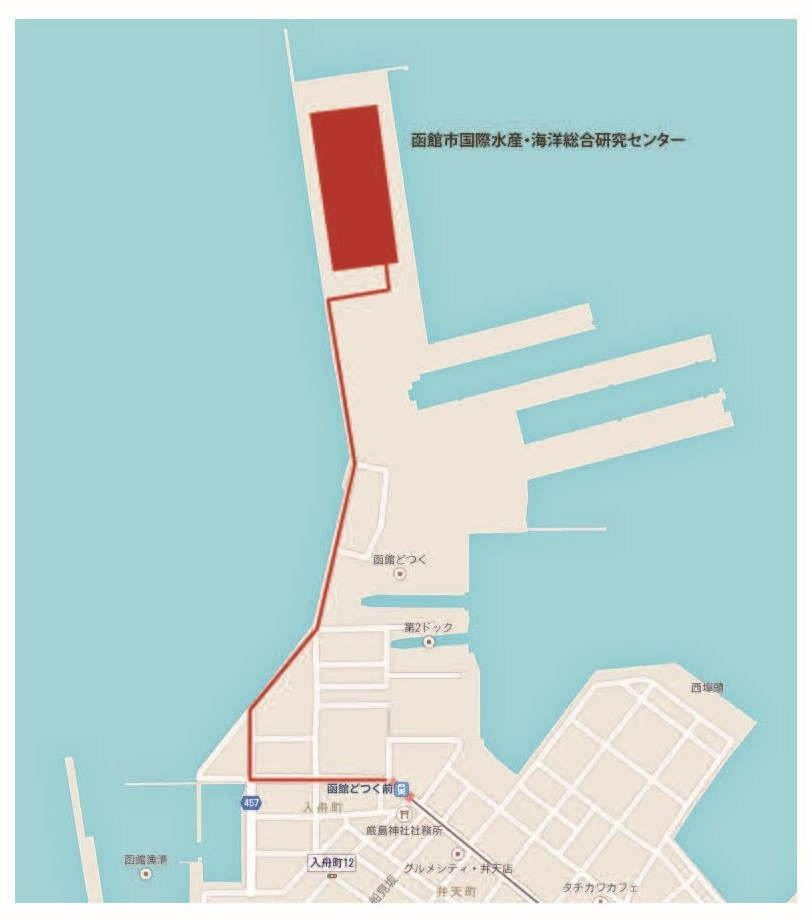 函館市国際水産・海洋総合研究センター
函館どつく
第2ドック
西埠頭
函館どつく前
457
入舟町
厳島神社社務所
函館漁港
入舟町12
グルメシティ・弁天店
船見坂
弁天町
タチカワカフェ